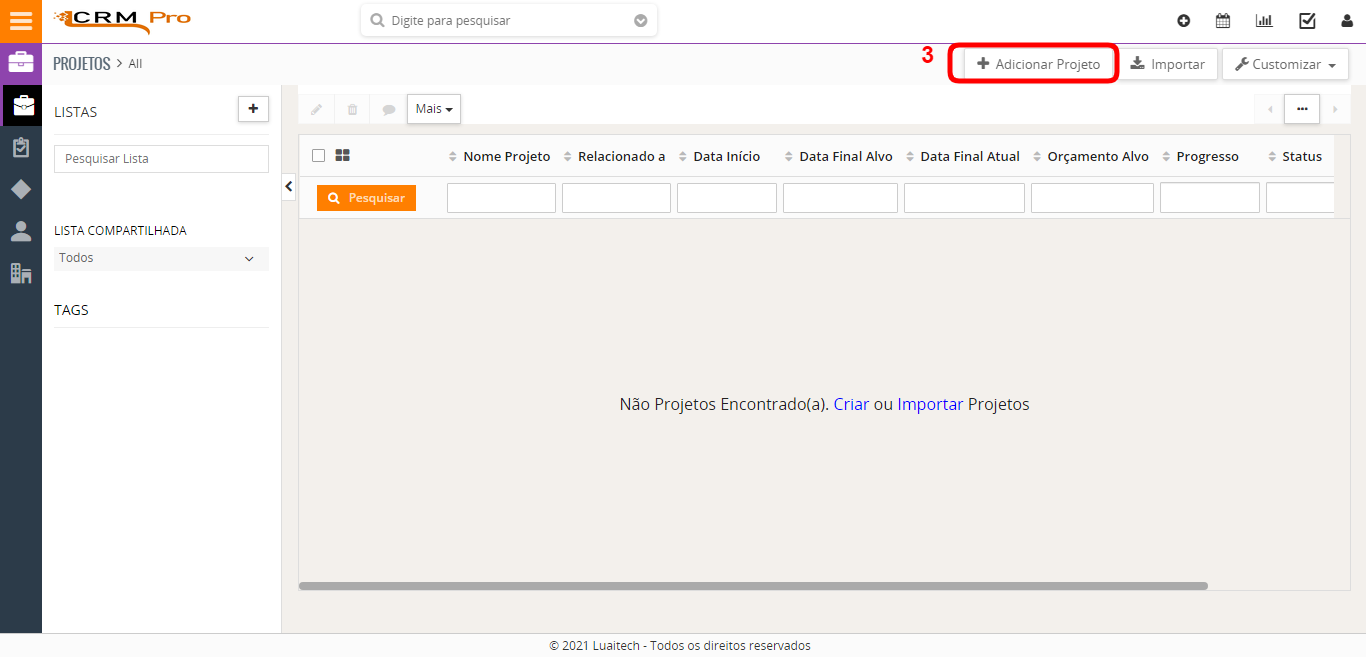 CRM Pro
Digite para pesquisar
PROJETOS > All
3
Adicionar Projeto
Importar
Customizar
LISTAS
Pesquisar Lista
LISTA COMPARTILHADA
Todos
TAGS
Mais
Nome Projeto Relacionado a Data Início Data Final Alvo Data Final Atual Orçamento Alvo Progresso Status
Pesquisar
Não Projetos Encontrado(a). Criar ou Importar Projetos
© 2021 Luaitech - Todos os direitos reservados